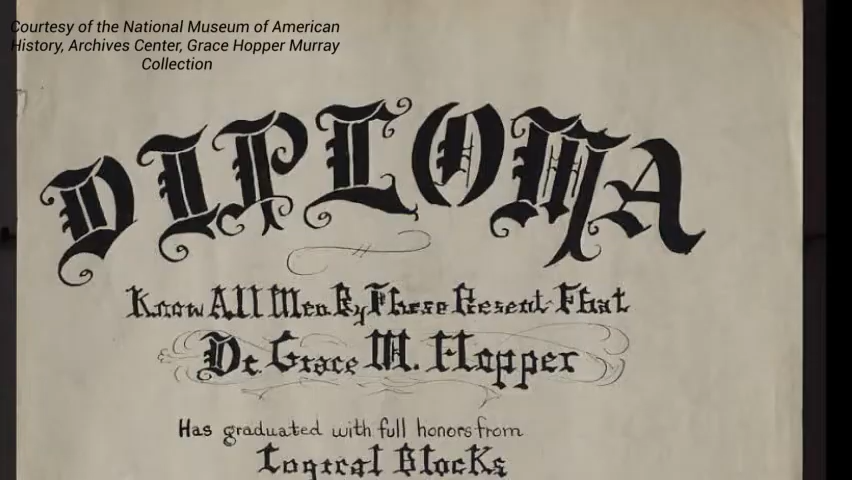 Courtesy of the National Museum of American
History, Archives Center, Grace Hopper Murray
Collection
DIPLOMA
Know All Men By These Present That
Dr. Grace M. Hopper
Has graduated with full honors from
Logical Blocks